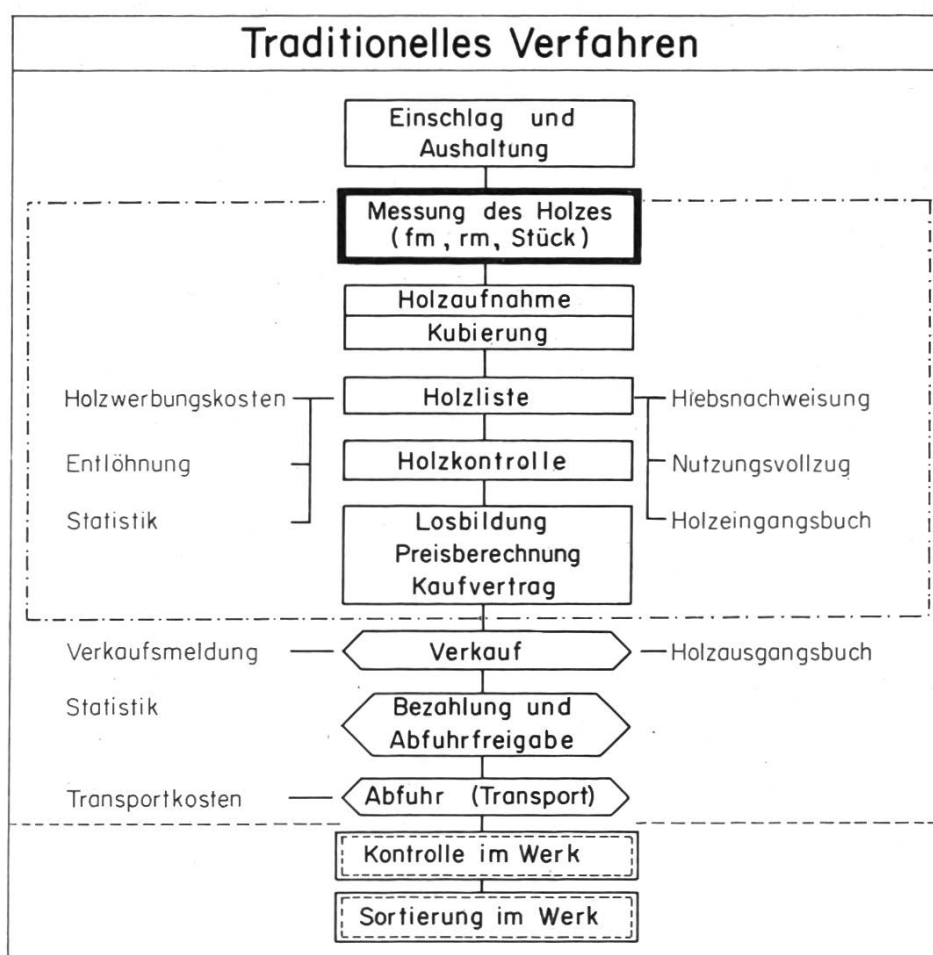 Traditionelles Verfahren
Einschlag und
Aushaltung
Messung des Holzes
(fm, rm, Stück)
Holzaufnahme
Kubierung
Holzwerbungskosten
Holzliste
Hiebsnachweisung
Entlöhnung
Holzkontrolle
Nutzungsvollzug
Statistik
Losbildung
Holzeingangsbuch
Preisberechnung
Kaufvertrag
Verkaufsmeldung
Verkauf
Holzausgangsbuch
Statistik
Bezahlung und
Abfuhrfreigabe
Transportkosten
Abfuhr (Transport)
Kontrolle im Werk
Sortierung im Werk